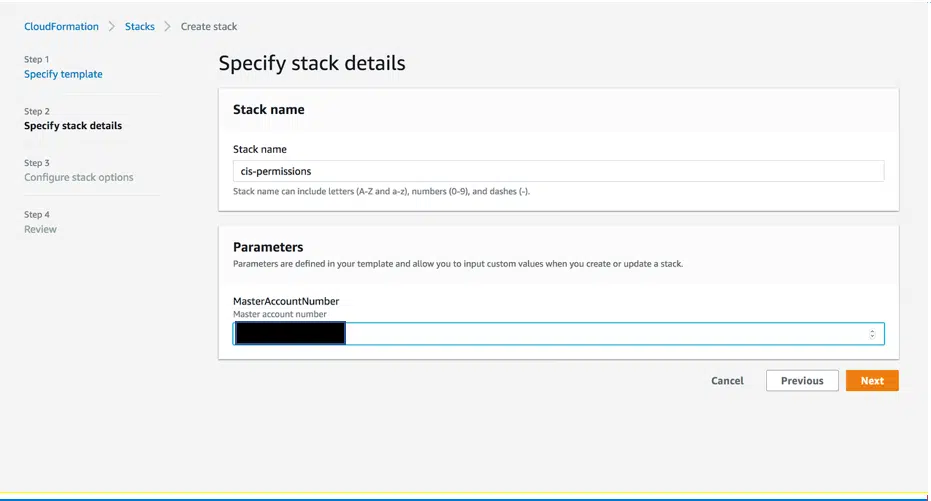 CloudFormation > Stacks > Create stack
Step 1
Specify template
Step 2
Specify stack details
Step 3
Configure stack options
Step 4
Review
Specify stack details
Stack name
Stack name
cis-permissions
Stack name can include letters (A-Z and a-z), numbers (0-9), and dashes (-).
Parameters
Parameters are defined in your template and allow you to input custom values when you create or update a stack.
MasterAccountNumber
Master account number
Cancel
Previous
Next